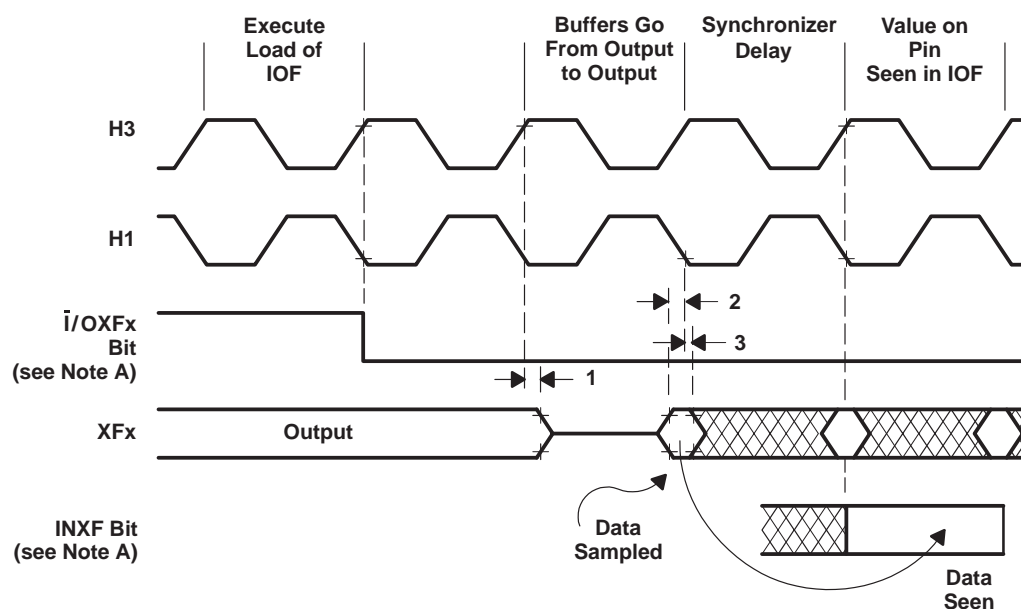 Execute
Load of
IOF
Buffers Go
From Output
to Output
Synchronizer
Delay
Value on
Pin
Seen in IOF
H3
H1
Ī/OXFx
Bit
(see Note A)
2
3
1
XFx
Output
INXF Bit
(see Note A)
Data
Sampled
Data
Seen